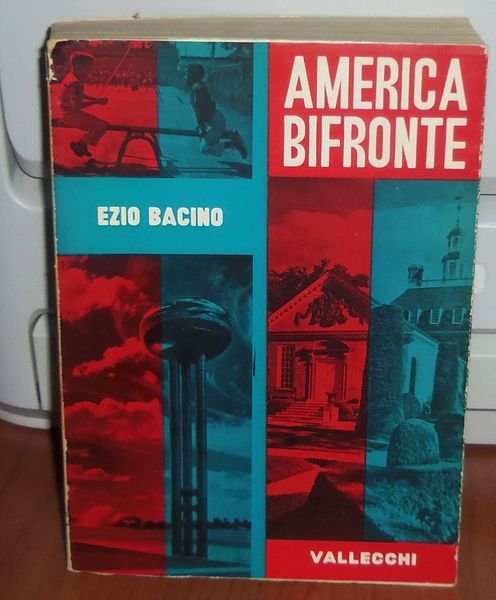 AMERICA
BIFRONTE
EZIO BACINO
VALLECCHI